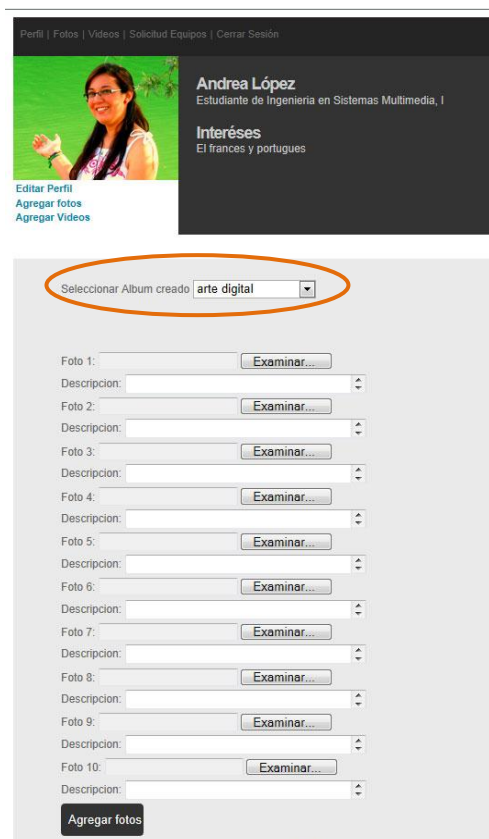 Perfil | Fotos | Videos | Solicitud Equipos | Cerrar Sesión
Andrea López
Estudiante de Ingenieria en Sistemas Multimedia, I
Interéses
El frances y portugues
Editar Perfil
Agregar fotos
Agregar Videos
Seleccionar Album creado arte digital
Foto 1: Examinar...
Descripcion:
Foto 2: Examinar...
Descripcion:
Foto 3: Examinar...
Descripcion:
Foto 4: Examinar...
Descripcion:
Foto 5: Examinar...
Descripcion:
Foto 6: Examinar...
Descripcion:
Foto 7: Examinar...
Descripcion:
Foto 8: Examinar...
Descripcion:
Foto 9: Examinar...
Descripcion:
Foto 10: Examinar...
Descripcion:
Agregar fotos